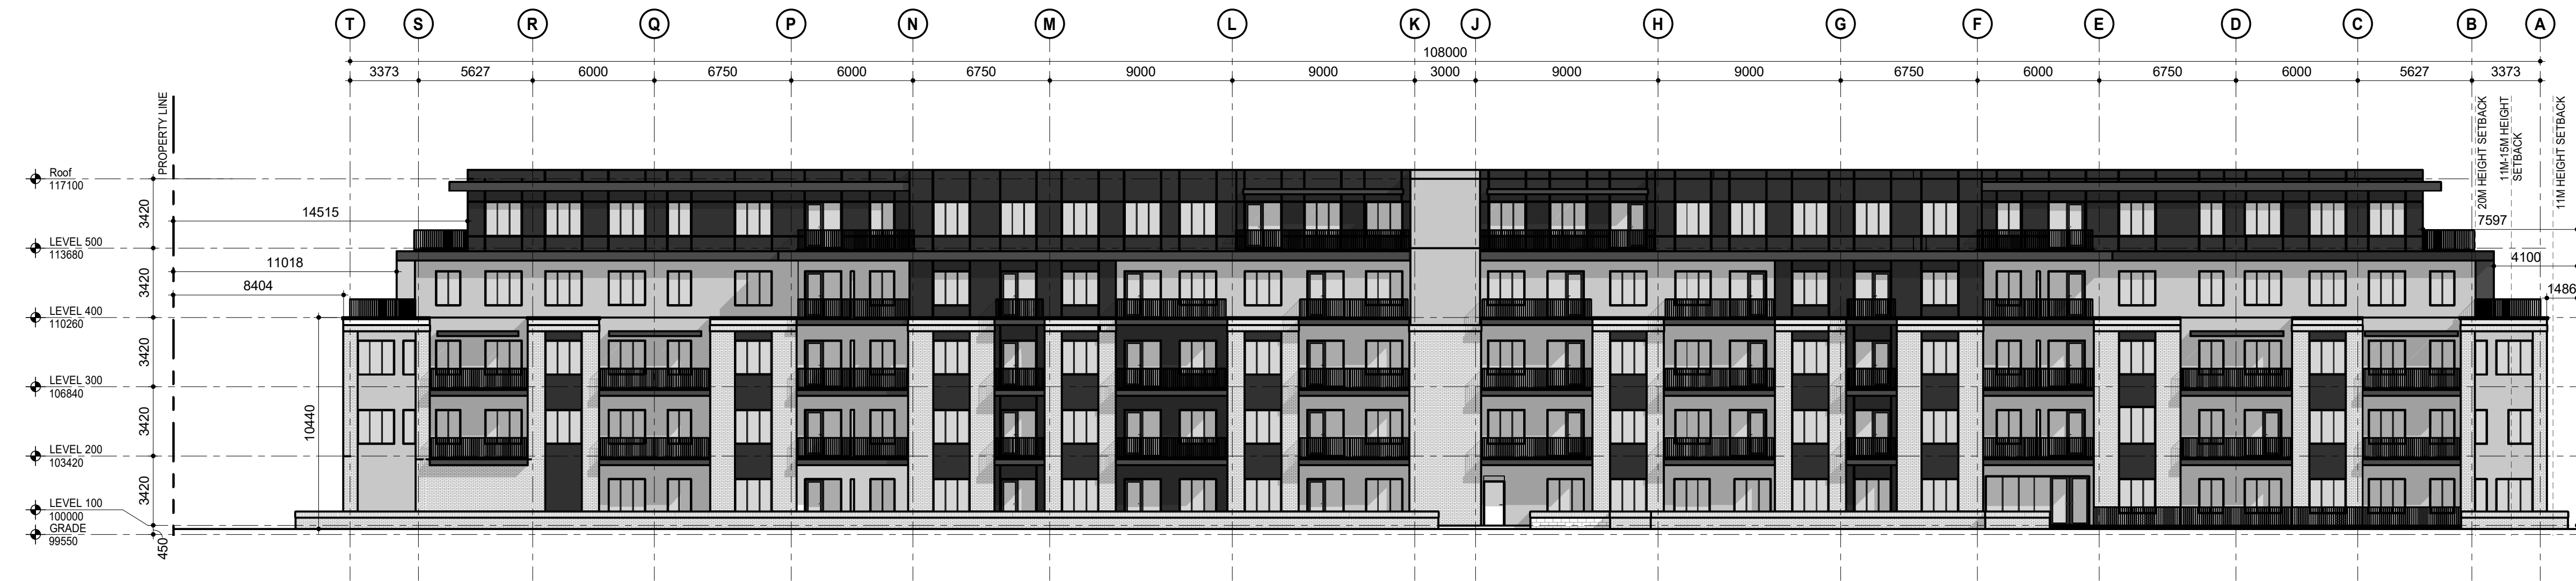 T S R Q P N M L K J H G F E D C B A
108000
3373 5627 6000 6750 6000 6750 9000 9000 3000 9000 9000 6750 6000 6750 6000 5627 3373
PROPERTY LINE
20M HEIGHT SETBACK
11M-15M HEIGHT
SETBACK
11M HEIGHT SETBACK
Roof
117100
3420
14515
7597
LEVEL 500
113680
3420
11018
4100
8404
1486
LEVEL 400
110260
3420
LEVEL 300
106840
3420
10440
LEVEL 200
103420
3420
LEVEL 100
100000
GRADE
99550
450